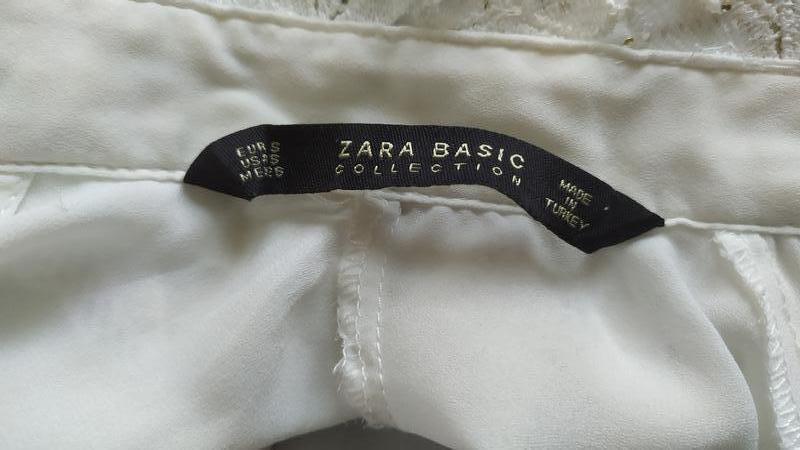 EUR S
USA S
MEX S
ZARA BASIC
COLLECTION
MADE
IN
TURKEY